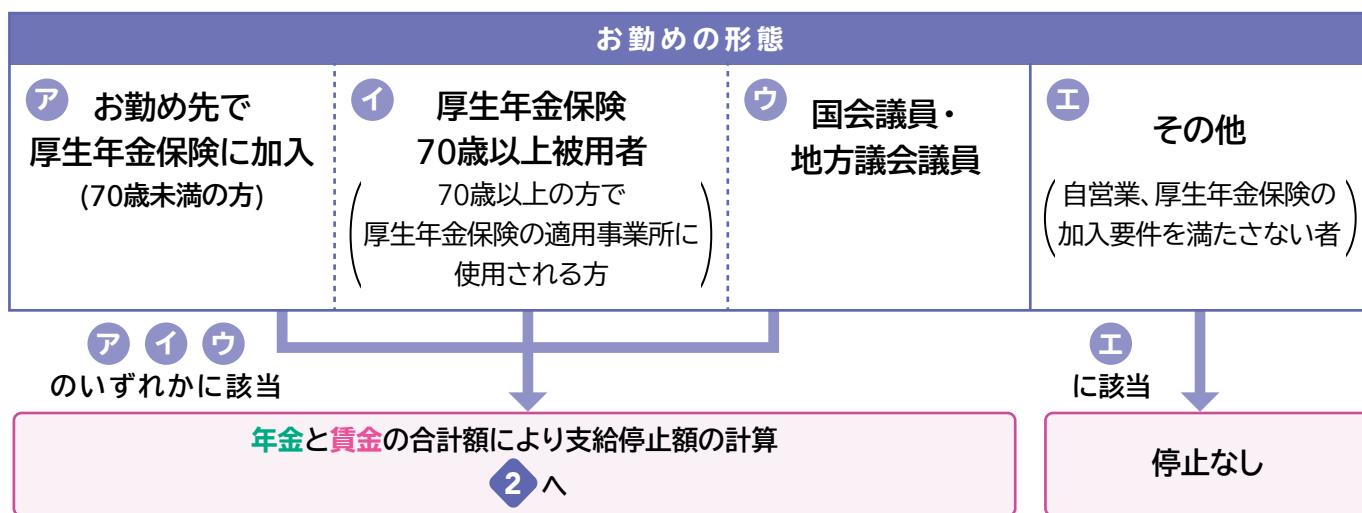 お勤めの形態
ア お勤め先で
厚生年金保険に加入
(70歳未満の方)
イ 厚生年金保険
70歳以上被用者
70歳以上の方で
厚生年金保険の適用事業所に
使用される方
ウ 国会議員・
地方議会議員
エ その他
自営業、厚生年金保険の
加入要件を満たさない者
ア イ ウ
のいずれかに該当
エ
に該当
年金と賃金の合計額により支給停止額の計算
2 へ
停止なし